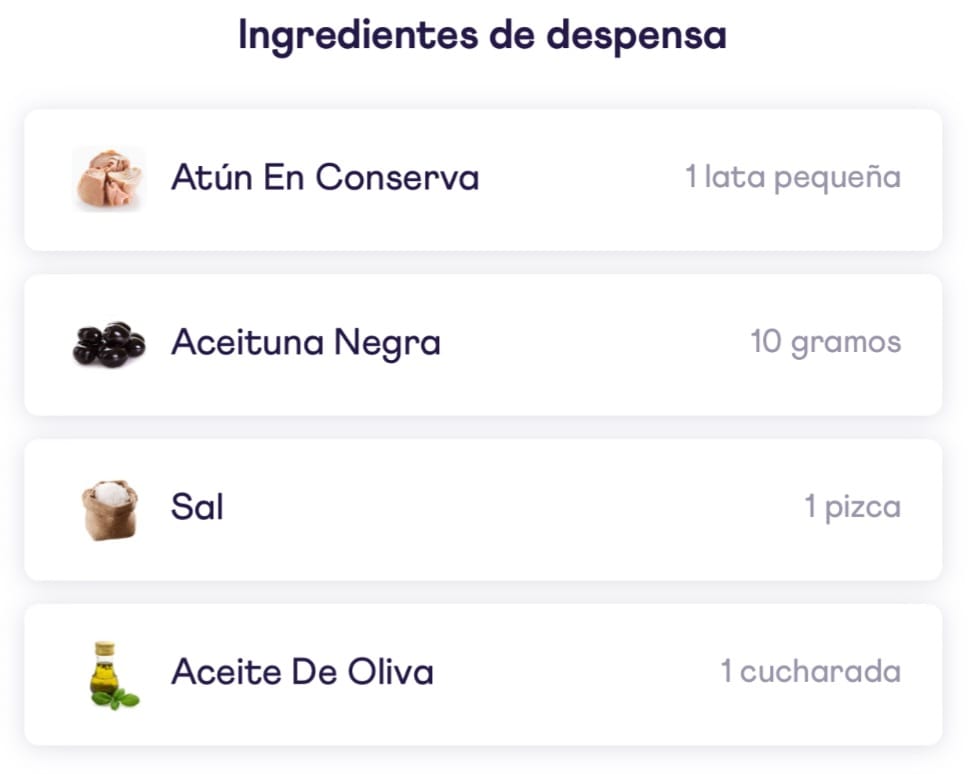 Ingredientes de despensa
Atún En Conserva 1 lata pequeña
Aceituna Negra 10 gramos
Sal 1 pizca
Aceite De Oliva 1 cucharada